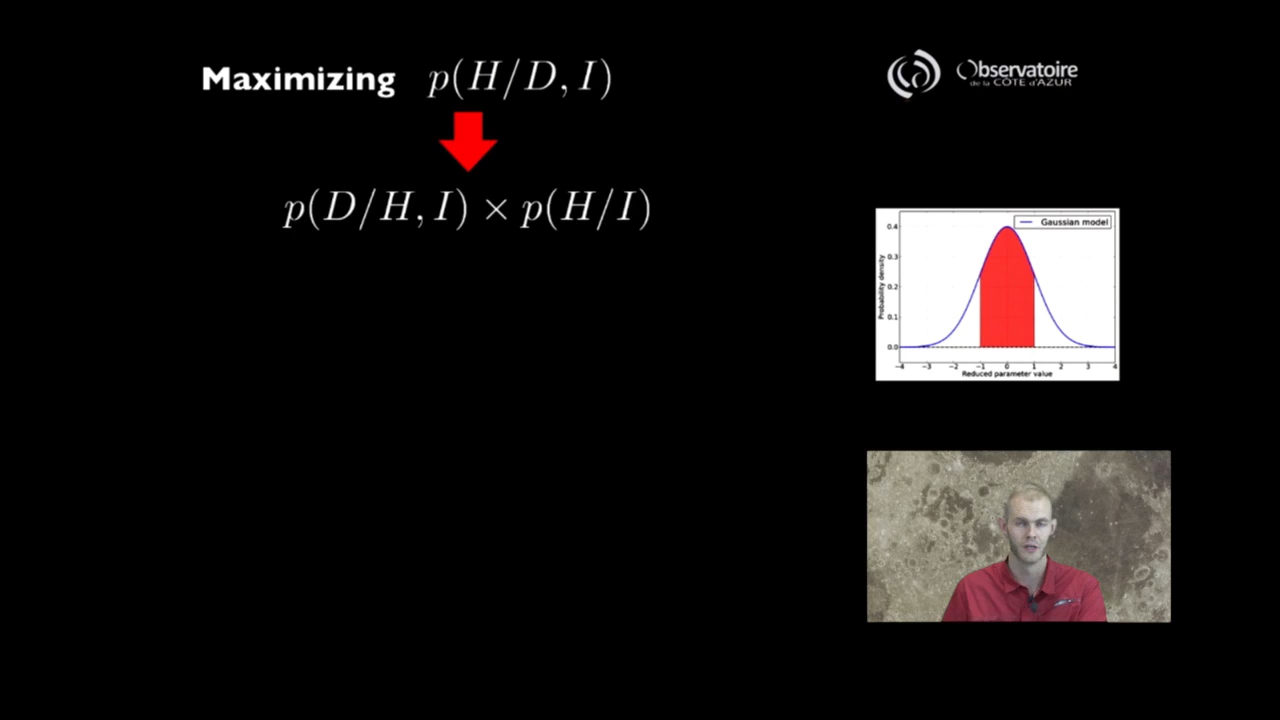 Maximizing p(H/D, I)
p(D/H, I) × p(H/I)
Observatoire
de la CÔTE d'AZUR
Gaussian model
Probability density
0.4
0.3
0.2
0.1
0.0
−4 −3 −2 −1 0 1 2 3 4
Reduced parameter value